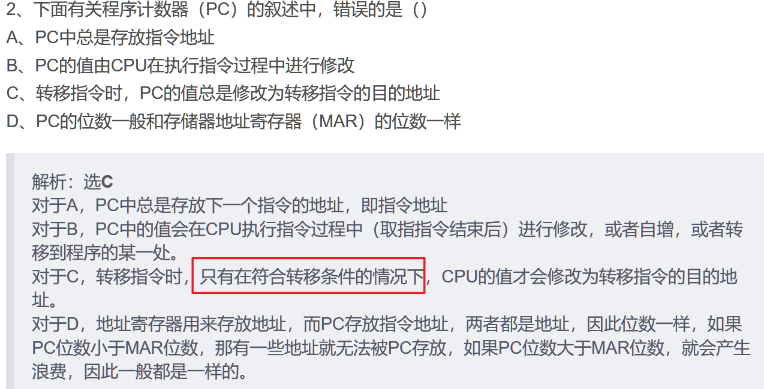 2、下面有关程序计数器（PC）的叙述中，错误的是（）
A、PC中总是存放指令地址
B、PC的值由CPU在执行指令过程中进行修改
C、转移指令时，PC的值总是修改为转移指令的目的地址
D、PC的位数一般和存储器地址寄存器（MAR）的位数一样
解析：选C
对于A，PC中总是存放下一个指令的地址，即指令地址
对于B，PC中的值会在CPU执行指令过程中（取指指令结束后）进行修改，或者自增，或者转
移到程序的某一处。
对于C，转移指令时，只有在符合转移条件的情况下，CPU的值才会修改为转移指令的目的地
址。
对于D，地址寄存器用来存放地址，而PC存放指令地址，两者都是地址，因此位数一样，如果
PC位数小于MAR位数，那有一些地址就无法被PC存放，如果PC位数大于MAR位数，就会产生
浪费，因此一般都是一样的。